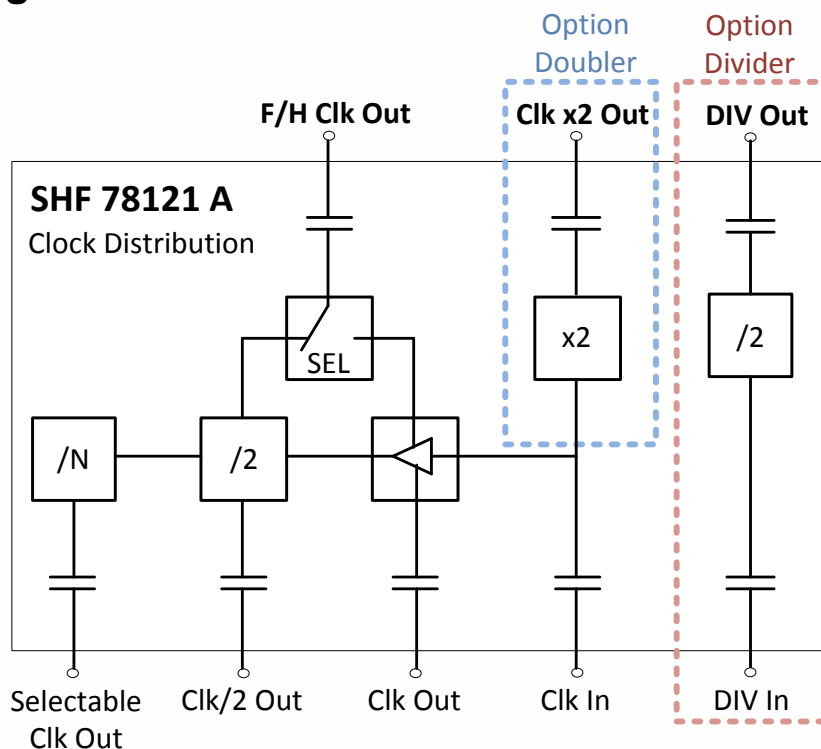 Option
Doubler
Option
Divider
F/H Clk Out
Clk x2 Out
DIV Out
SHF 78121 A
Clock Distribution
SEL
x2
/2
/N
/2
Selectable
Clk Out
Clk/2 Out
Clk Out
Clk In
DIV In